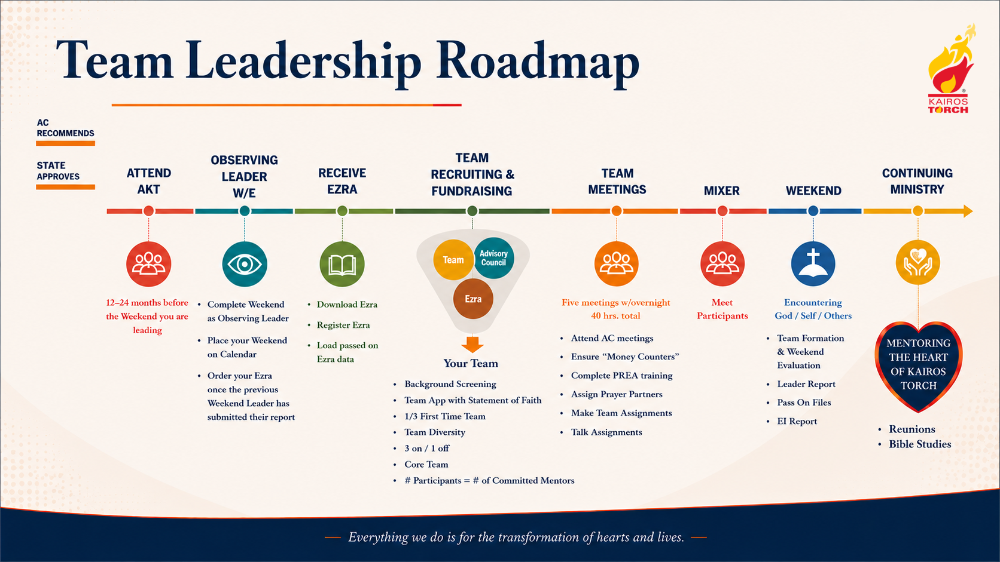 Team Leadership Roadmap
KAIROS
TORCH
®
AC
RECOMMENDS
STATE
APPROVES
ATTEND
AKT
12–24 months before
the Weekend you are
leading
OBSERVING
LEADER
W/E
• Complete Weekend
as Observing Leader
• Place your Weekend
on Calendar
• Order your Ezra
once the previous
Weekend Leader has
submitted their report
RECEIVE
EZRA
• Download Ezra
• Register Ezra
• Load passed on
Ezra data
TEAM
RECRUITING &
FUNDRAISING
Team
Advisory
Council
Ezra
Your Team
• Background Screening
• Team App with Statement of Faith
• 1/3 First Time Team
• Team Diversity
• 3 on / 1 off
• Core Team
• # Participants = # of Committed Mentors
TEAM
MEETINGS
Five meetings w/overnight
40 hrs. total
• Attend AC meetings
• Ensure “Money Counters”
• Complete PREA training
• Assign Prayer Partners
• Make Team Assignments
• Talk Assignments
MIXER
Meet
Participants
WEEKEND
Encountering
God / Self / Others
• Team Formation
& Weekend
Evaluation
• Leader Report
• Pass On Files
• EI Report
CONTINUING
MINISTRY
MENTORING
THE HEART
OF KAIROS
TORCH
• Reunions
• Bible Studies
— Everything we do is for the transformation of hearts and lives. —